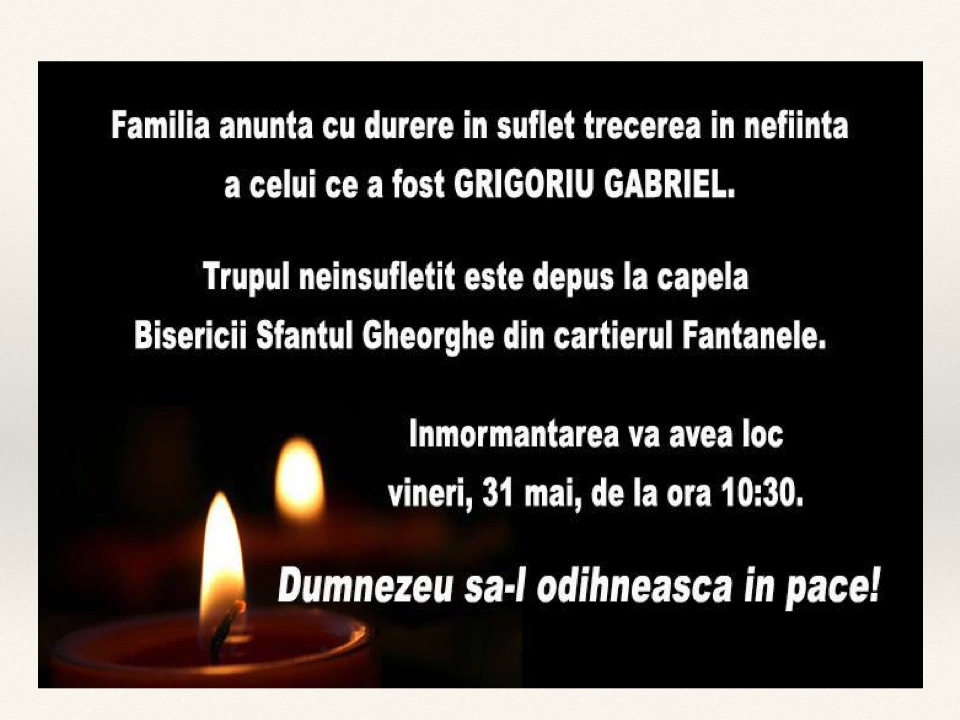 Familia anunta cu durere in suflet trecerea in nefiinta
a celui ce a fost GRIGORIU GABRIEL.
Trupul neinsufletit este depus la capela
Bisericii Sfantul Gheorghe din cartierul Fantanele.
Inmormantarea va avea loc
vineri, 31 mai, de la ora 10:30.
Dumnezeu sa-l odihneasca in pace!